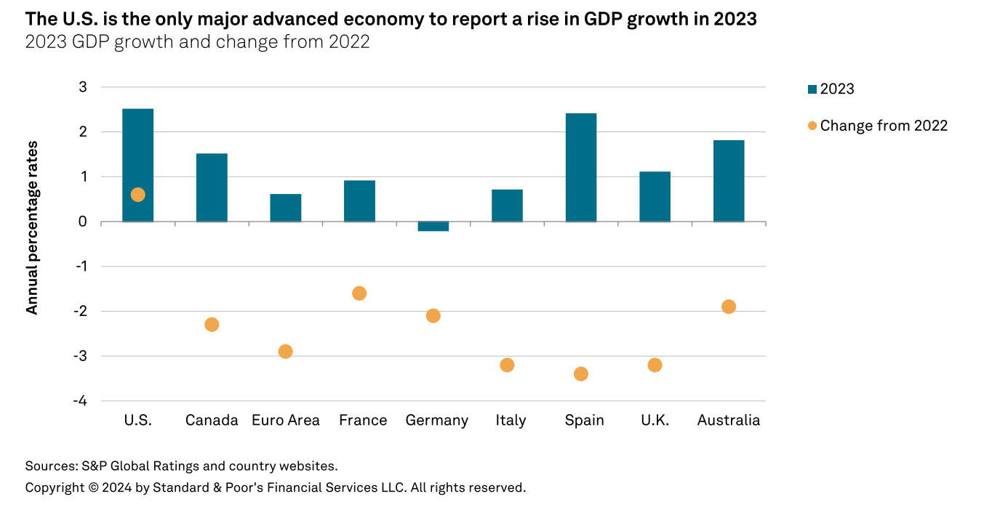 The U.S. is the only major advanced economy to report a rise in GDP growth in 2023
2023 GDP growth and change from 2022
3
2
1
0
-1
-2
-3
-4
Annual percentage rates
U.S.
Canada
Euro Area
France
Germany
Italy
Spain
U.K.
Australia
2023
Change from 2022
Sources: S&P Global Ratings and country websites.
Copyright © 2024 by Standard & Poor's Financial Services LLC. All rights reserved.